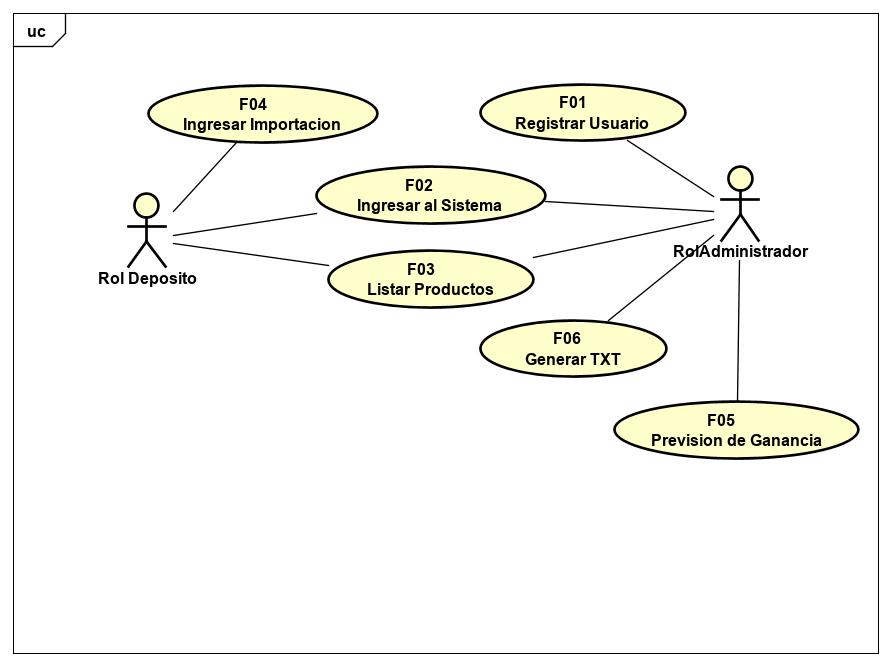 uc
F04
Ingresar Importacion
F01
Registrar Usuario
F02
Ingresar al Sistema
Rol Deposito
RolAdministrador
F03
Listar Productos
F06
Generar TXT
F05
Prevision de Ganancia